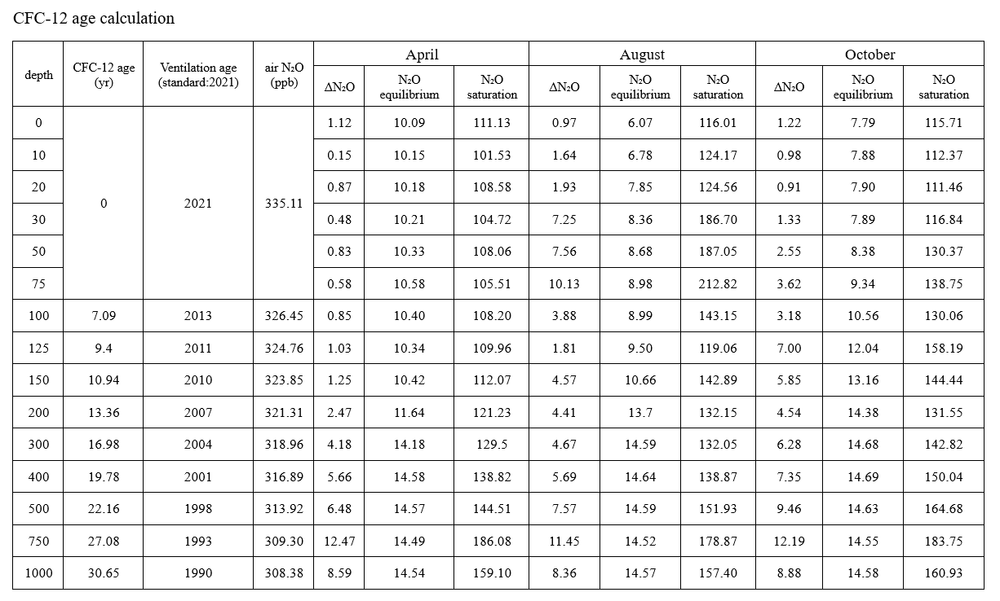 CFC-12 age calculation
depth CFC-12 age (yr) Ventilation age (standard:2021) air N₂O (ppb) April August October
ΔN₂O N₂O equilibrium N₂O saturation ΔN₂O N₂O equilibrium N₂O saturation ΔN₂O N₂O equilibrium N₂O saturation
0 1.12 10.09 111.13 0.97 6.07 116.01 1.22 7.79 115.71
10 0.15 10.15 101.53 1.64 6.78 124.17 0.98 7.88 112.37
20 0.87 10.18 108.58 1.93 7.85 124.56 0.91 7.90 111.46
0 2021 335.11
30 0.48 10.21 104.72 7.25 8.36 186.70 1.33 7.89 116.84
50 0.83 10.33 108.06 7.56 8.68 187.05 2.55 8.38 130.37
75 0.58 10.58 105.51 10.13 8.98 212.82 3.62 9.34 138.75
100 7.09 2013 326.45 0.85 10.40 108.20 3.88 8.99 143.15 3.18 10.56 130.06
125 9.4 2011 324.76 1.03 10.34 109.96 1.81 9.50 119.06 7.00 12.04 158.19
150 10.94 2010 323.85 1.25 10.42 112.07 4.57 10.66 142.89 5.85 13.16 144.44
200 13.36 2007 321.31 2.47 11.64 121.23 4.41 13.7 132.15 4.54 14.38 131.55
300 16.98 2004 318.96 4.18 14.18 129.5 4.67 14.59 132.05 6.28 14.68 142.82
400 19.78 2001 316.89 5.66 14.58 138.82 5.69 14.64 138.87 7.35 14.69 150.04
500 22.16 1998 313.92 6.48 14.57 144.51 7.57 14.59 151.93 9.46 14.63 164.68
750 27.08 1993 309.30 12.47 14.49 186.08 11.45 14.52 178.87 12.19 14.55 183.75
1000 30.65 1990 308.38 8.59 14.54 159.10 8.36 14.57 157.40 8.88 14.58 160.93